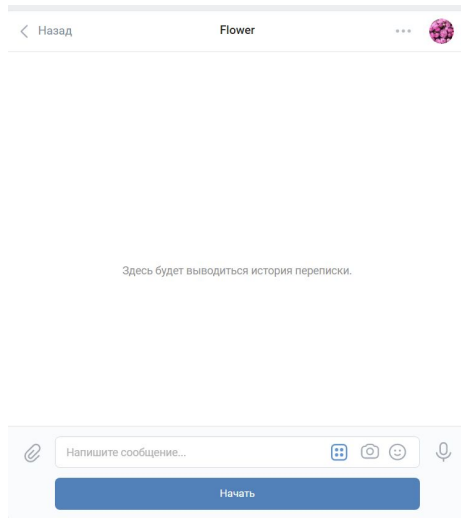 Назад
Flower
Здесь будет выводиться история переписки.
Напишите сообщение...
Начать